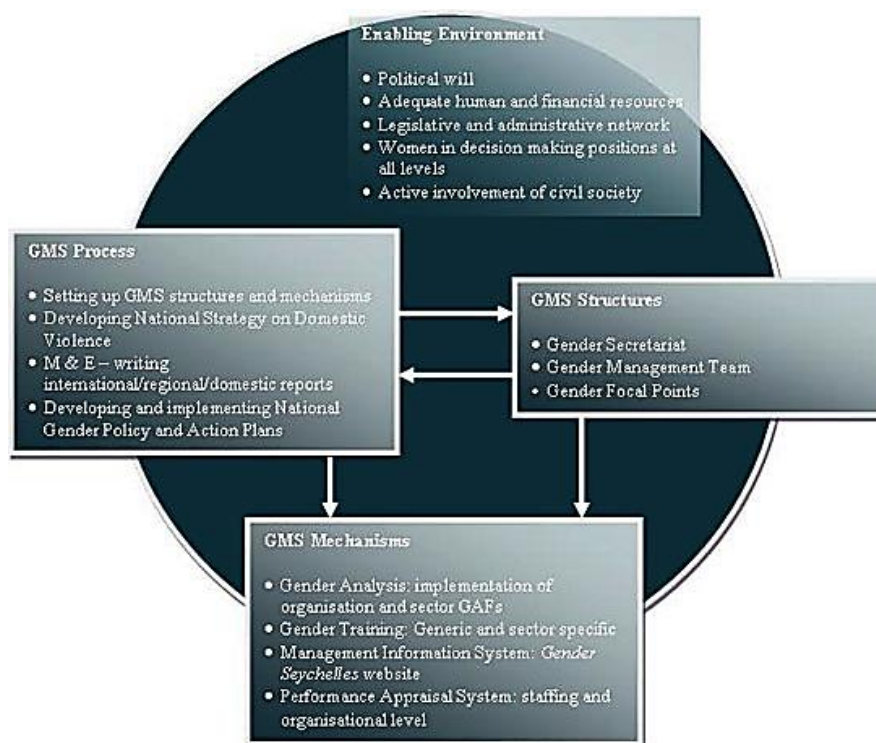 Enabling Environment
• Political will
• Adequate human and financial resources
• Legislative and administrative network
• Women in decision making positions at
all levels
• Active involvement of civil society
GMS Process
• Setting up GMS structures and mechanisms
• Developing National Strategy on Domestic
Violence
• M & E – writing
international/regional/domestic reports
• Developing and implementing National
Gender Policy and Action Plans
GMS Structures
• Gender Secretariat
• Gender Management Team
• Gender Focal Points
GMS Mechanisms
• Gender Analysis: implementation of
organisation and sector GAFs
• Gender Training: Generic and sector specific
• Management Information System: Gender
Seychelles website
• Performance Appraisal System: staffing and
organisational level